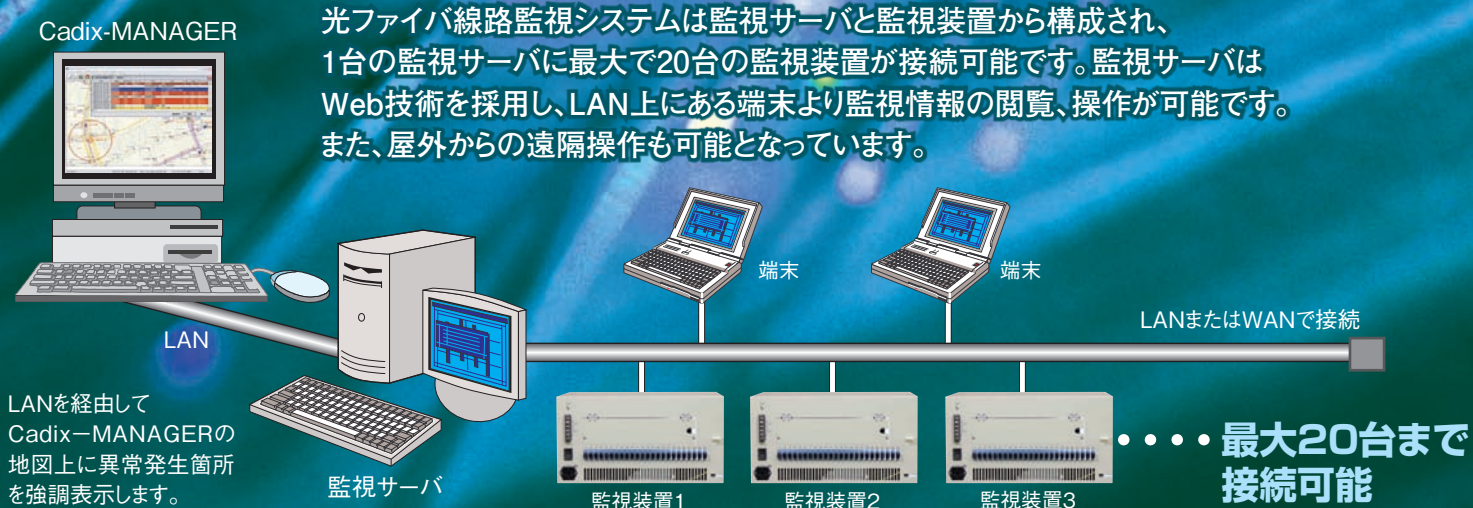 Cadix-MANAGER
光ファイバ線路監視システムは監視サーバと監視装置から構成され、
1台の監視サーバに最大で20台の監視装置が接続可能です。監視サーバは
Web技術を採用し、LAN上にある端末より監視情報の閲覧、操作が可能です。
また、屋外からの遠隔操作も可能となっています。
端末
端末
LANまたはWANで接続
LAN
LANを経由して
Cadix－MANAGERの
地図上に異常発生箇所
を強調表示します。
監視サーバ
監視装置1
監視装置2
監視装置3
・・・・最大20台まで
接続可能